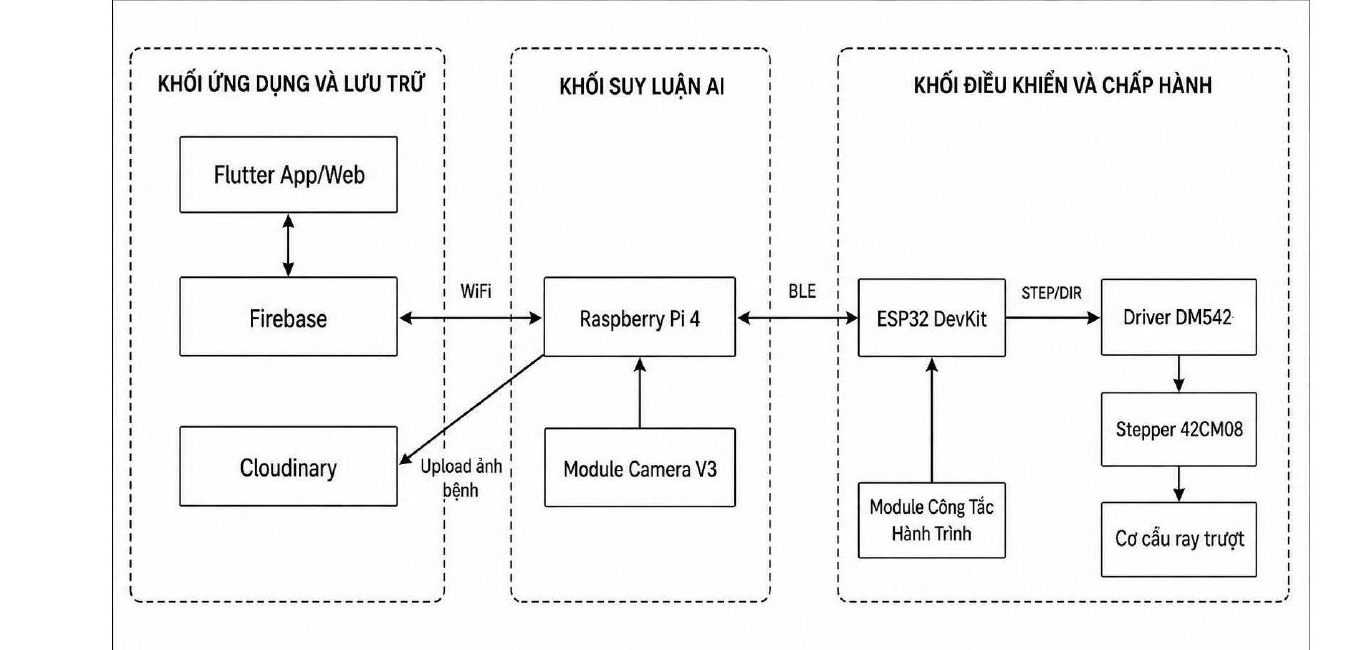 KHỐI ỨNG DỤNG VÀ LƯU TRỮ
Flutter App/Web
Firebase
Cloudinary
WiFi
Upload ảnh
bệnh
KHỐI SUY LUẬN AI
Raspberry Pi 4
Module Camera V3
BLE
KHỐI ĐIỀU KHIỂN VÀ CHẤP HÀNH
ESP32 DevKit
STEP/DIR
Driver DM542
Stepper 42CM08
Module Công Tắc
Hành Trình
Cơ cấu ray trượt